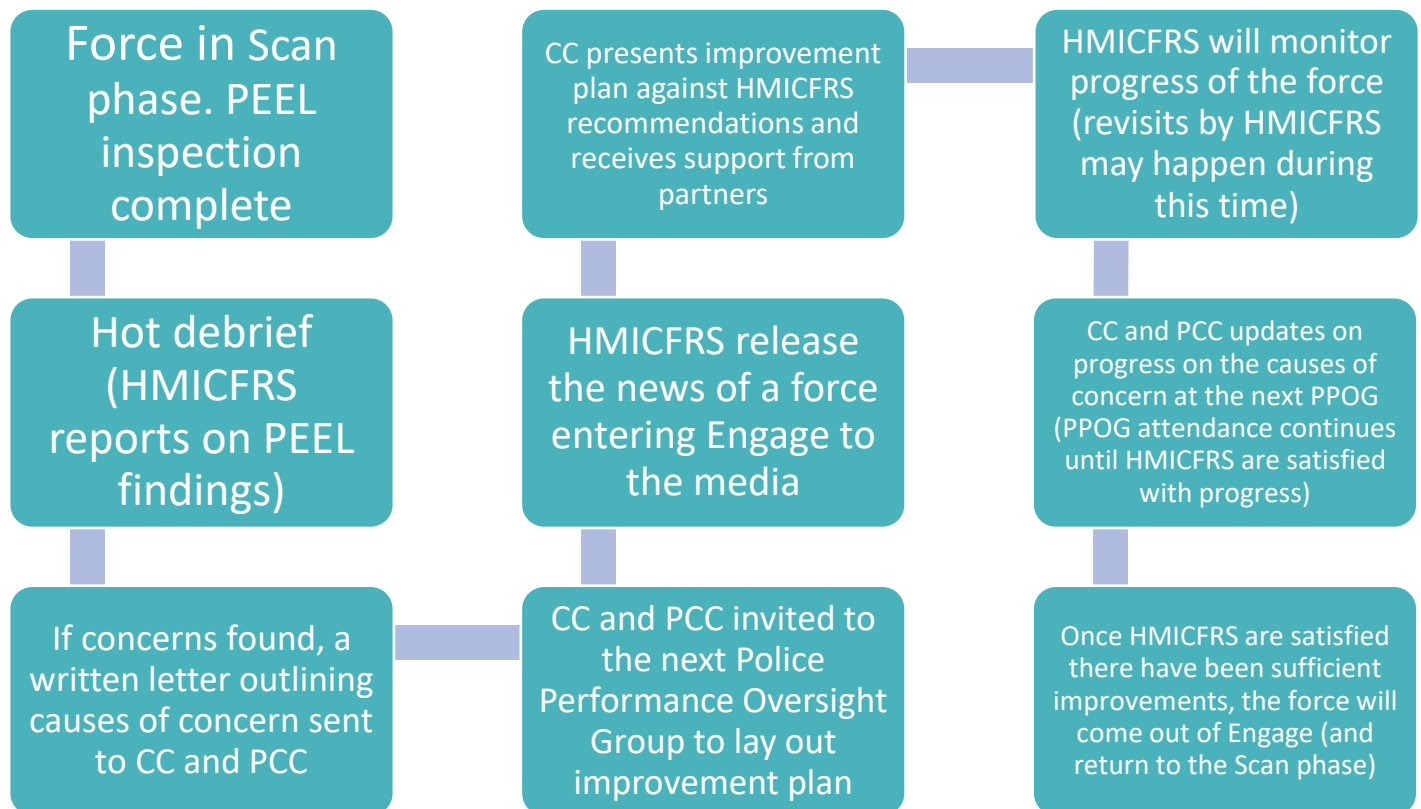 Force in Scan
phase. PEEL
inspection
complete
Hot debrief
(HMICFRS
reports on PEEL
findings)
If concerns found, a
written letter outlining
causes of concern sent
to CC and PCC
CC and PCC invited to
the next Police
Performance Oversight
Group to lay out
improvement plan
HMICFRS release
the news of a force
entering Engage to
the media
CC presents improvement
plan against HMICFRS
recommendations and
receives support from
partners
HMICFRS will monitor
progress of the force
(revisits by HMICFRS
may happen during
this time)
CC and PCC updates on
progress on the causes of
concern at the next PPOG
(PPOG attendance continues
until HMICFRS are satisfied
with progress)
Once HMICFRS are satisfied
there have been sufficient
improvements, the force will
come out of Engage (and
return to the Scan phase)